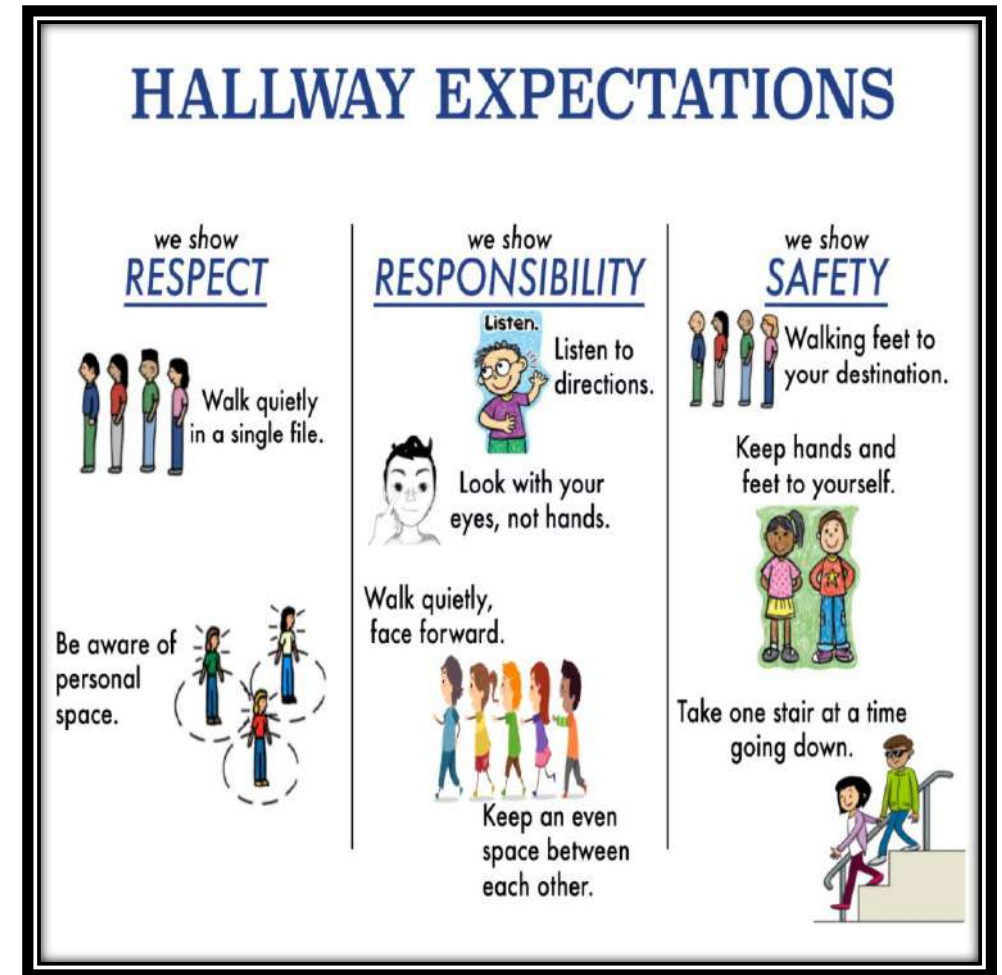 HALLWAY EXPECTATIONS
we show
RESPECT
Walk quietly
in a single file.
Be aware of
personal
space.
we show
RESPONSIBILITY
Listen.
Listen to
directions.
Look with your
eyes, not hands.
Walk quietly,
face forward.
Keep an even
space between
each other.
we show
SAFETY
Walking feet to
your destination.
Keep hands and
feet to yourself.
Take one stair at a time
going down.